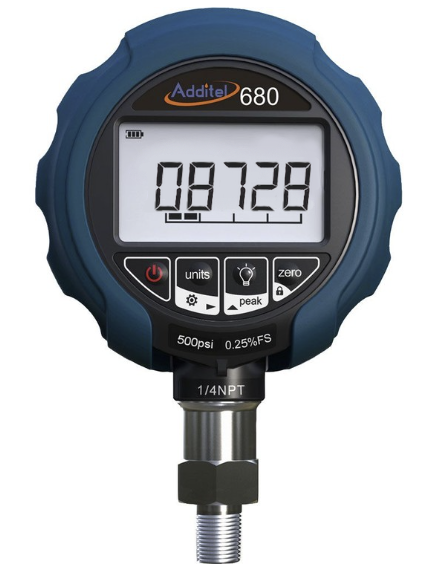 Additel 680
08728
units
zero
peak
500psi 0.25%FS
1/4NPT